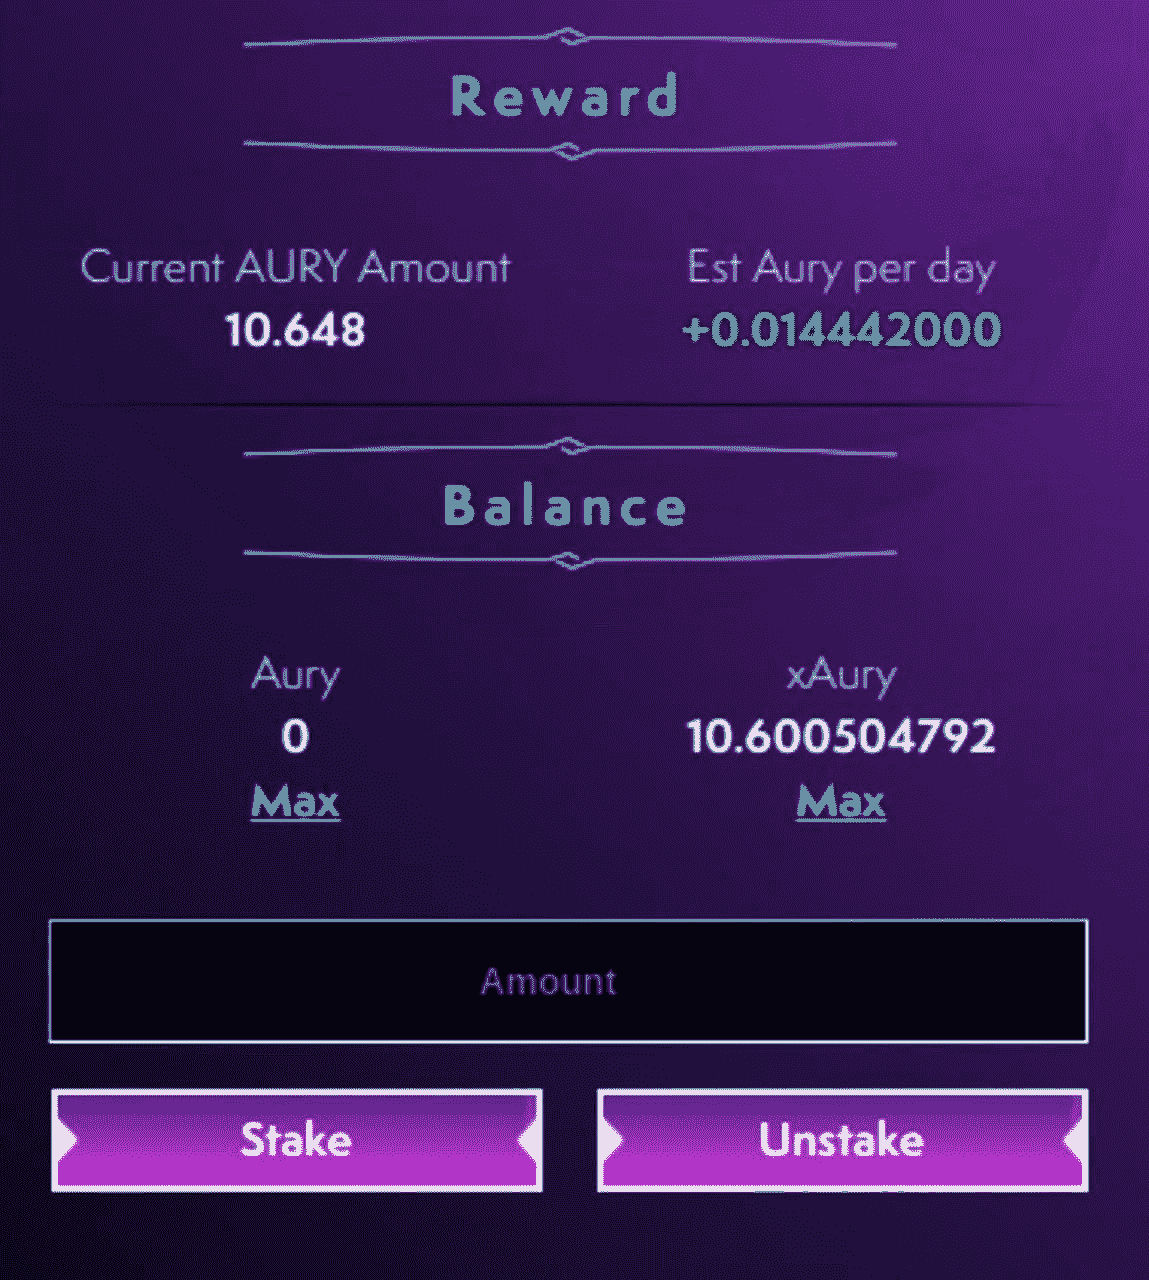 Reward
Current AURY Amount
Est Aury per day
10.648
+0.014442000
Balance
Aury
xAury
0
10.600504792
Max
Max
Amount
Stake
Unstake